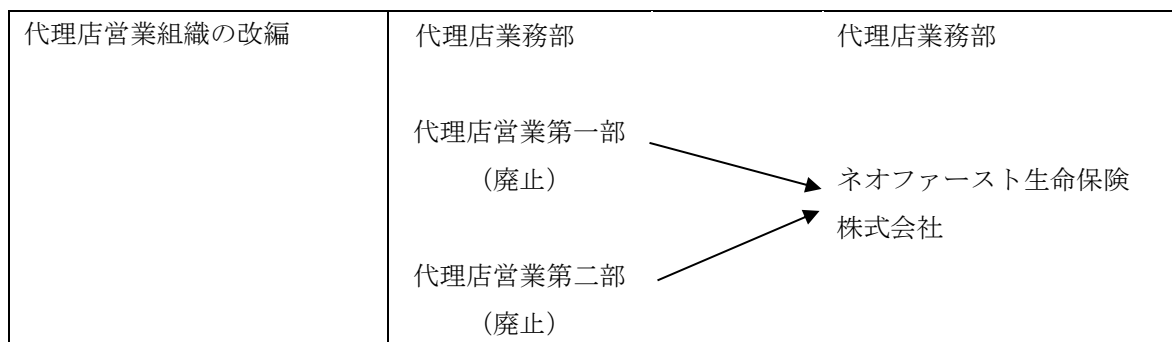 代理店営業組織の改編
代理店業務部
代理店業務部
代理店営業第一部
（廃止）
ネオファースト生命保険
株式会社
代理店営業第二部
（廃止）